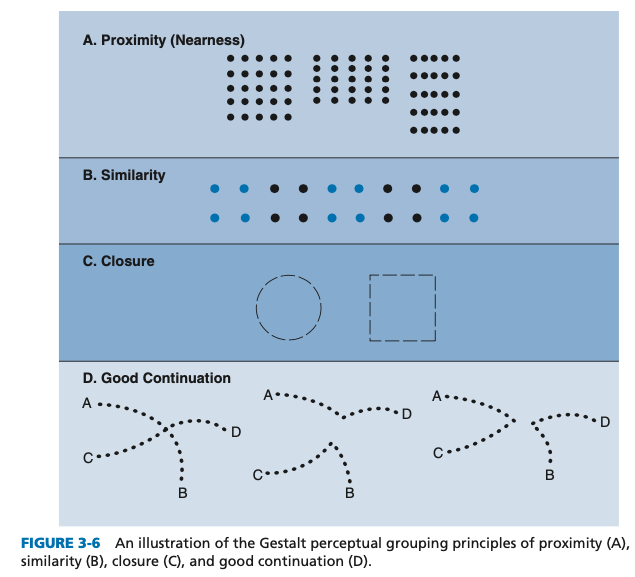 A. Proximity (Nearness)
B. Similarity
C. Closure
D. Good Continuation
A
D
C
B
A
D
C
B
A
D
C
B
FIGURE 3-6 An illustration of the Gestalt perceptual grouping principles of proximity (A),
similarity (B), closure (C), and good continuation (D).